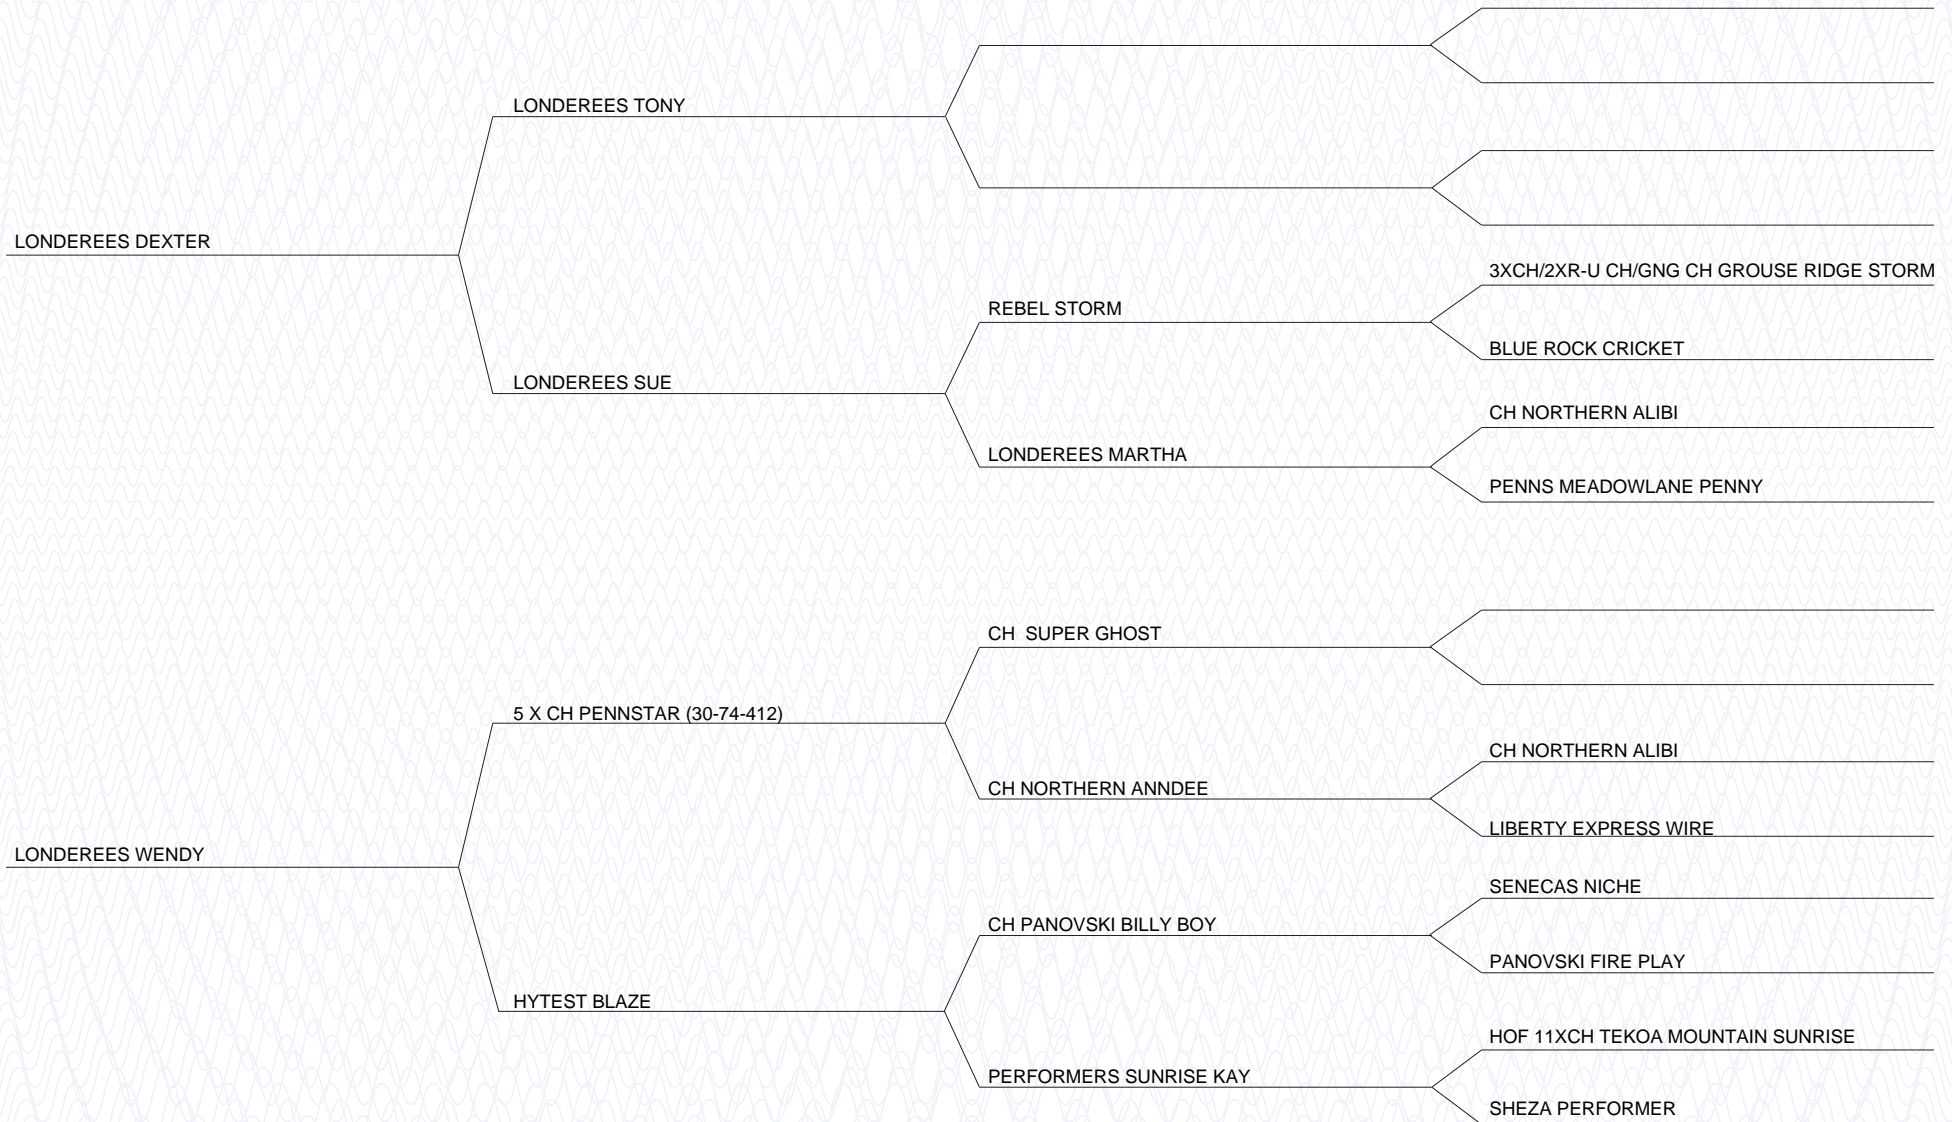 LONDEREES TONY
LONDEREES DEXTER
3XCH/2XR-U CH/GNG CH GROUSE RIDGE STORM
REBEL STORM
BLUE ROCK CRICKET
LONDEREES SUE
CH NORTHERN ALIBI
LONDEREES MARTHA
PENNS MEADOWLANE PENNY
CH  SUPER GHOST
5 X CH PENNSTAR (30-74-412)
CH NORTHERN ALIBI
CH NORTHERN ANNDEE
LIBERTY EXPRESS WIRE
LONDEREES WENDY
SENECAS NICHE
CH PANOVSKI BILLY BOY
PANOVSKI FIRE PLAY
HYTEST BLAZE
HOF 11XCH TEKOA MOUNTAIN SUNRISE
PERFORMERS SUNRISE KAY
SHEZA PERFORMER